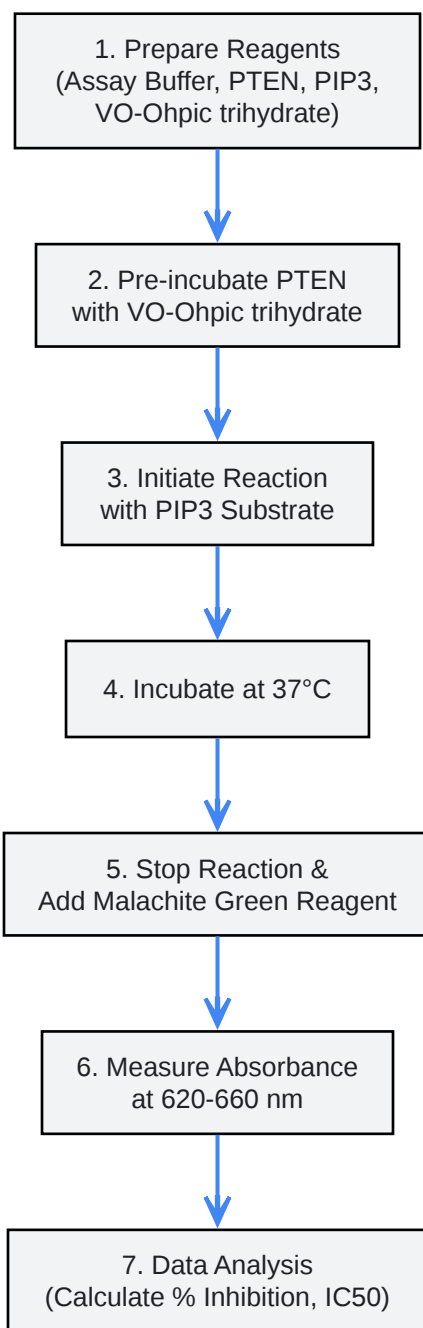 1. Prepare Reagents
(Assay Buffer, PTEN, PIP3,
VO-Ohpic trihydrate)
2. Pre-incubate PTEN
with VO-Ohpic trihydrate
3. Initiate Reaction
with PIP3 Substrate
4. Incubate at 37°C
5. Stop Reaction &
Add Malachite Green Reagent
6. Measure Absorbance
at 620-660 nm
7. Data Analysis
(Calculate % Inhibition, IC50)